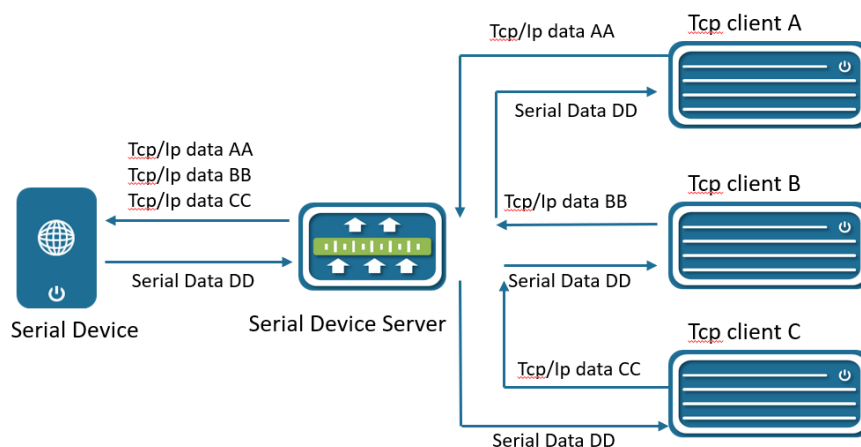 Tcp client A
Tcp/Ip data AA
Serial Data DD
Tcp/Ip data AA
Tcp/Ip data BB
Tcp/Ip data CC
Tcp client B
Tcp/Ip data BB
Serial Data DD
Serial Data DD
Serial Device
Serial Device Server
Tcp client C
Tcp/Ip data CC
Serial Data DD